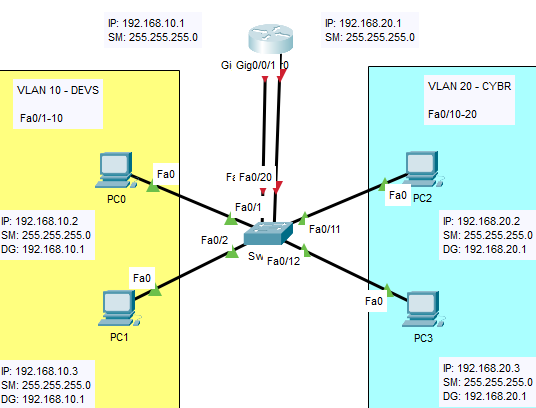 IP: 192.168.10.1
SM: 255.255.255.0
IP: 192.168.20.1
SM: 255.255.255.0
Gig0/0/1
VLAN 10 - DEVS
Fa0/1-10
VLAN 20 - CYBR
Fa0/10-20
Fa0
PC0
Fa0/20
Fa0/1
Fa0
PC2
IP: 192.168.10.2
SM: 255.255.255.0
DG: 192.168.10.1
Fa0/2
Fa0/11
Fa0/12
IP: 192.168.20.2
SM: 255.255.255.0
DG: 192.168.20.1
Fa0
PC1
Fa0
PC3
IP: 192.168.10.3
SM: 255.255.255.0
DG: 192.168.10.1
IP: 192.168.20.3
SM: 255.255.255.0
DG: 192.168.20.1